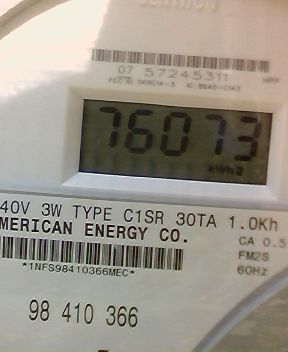 CENTRON
07 57245311
76073
kWh
40V 3W TYPE C1SR 30TA 1.0Kh
MERICAN ENERGY CO.
CA 0.5
FM2S
60Hz
*1NFS98410366MEC*
98 410 366